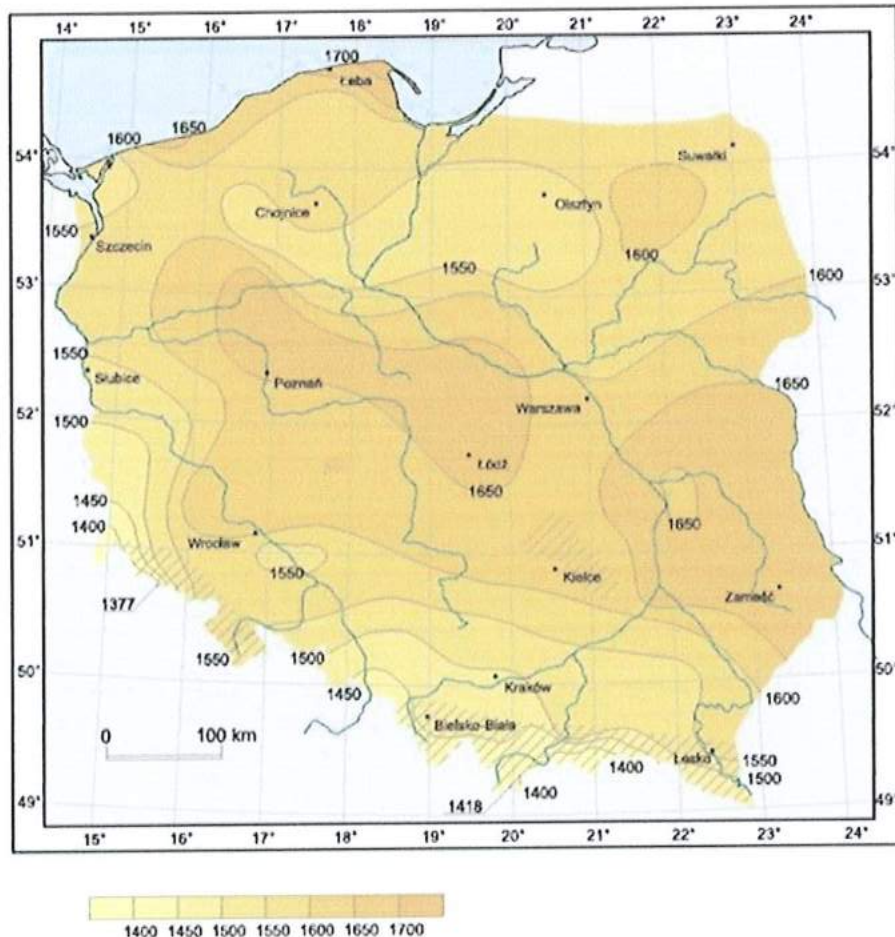 14° 16° 17° 18° 19° 20° 21° 22° 23° 24°
1700
Łeba
1650
1600
54°
Suwałki
54°
Chojnice
Olsztyn
1550
Szczecin
1600
1550
53°
1600
53°
1550
Słubice
Poznań
1650
Warszawa
52°
1500
52°
Łódź
1650
1450
1650
1400
51°
Wrocław
51°
1550
Kielce
Zamość
1377
1550
1500
50°
50°
1450
Kraków
1600
0 100 km
Bielsko-Biała
Lesko
1550
1400
1500
49°
1418
1400
49°
15° 16° 17° 18° 19° 20° 21° 22° 23° 24°
1400 1450 1500 1550 1600 1650 1700